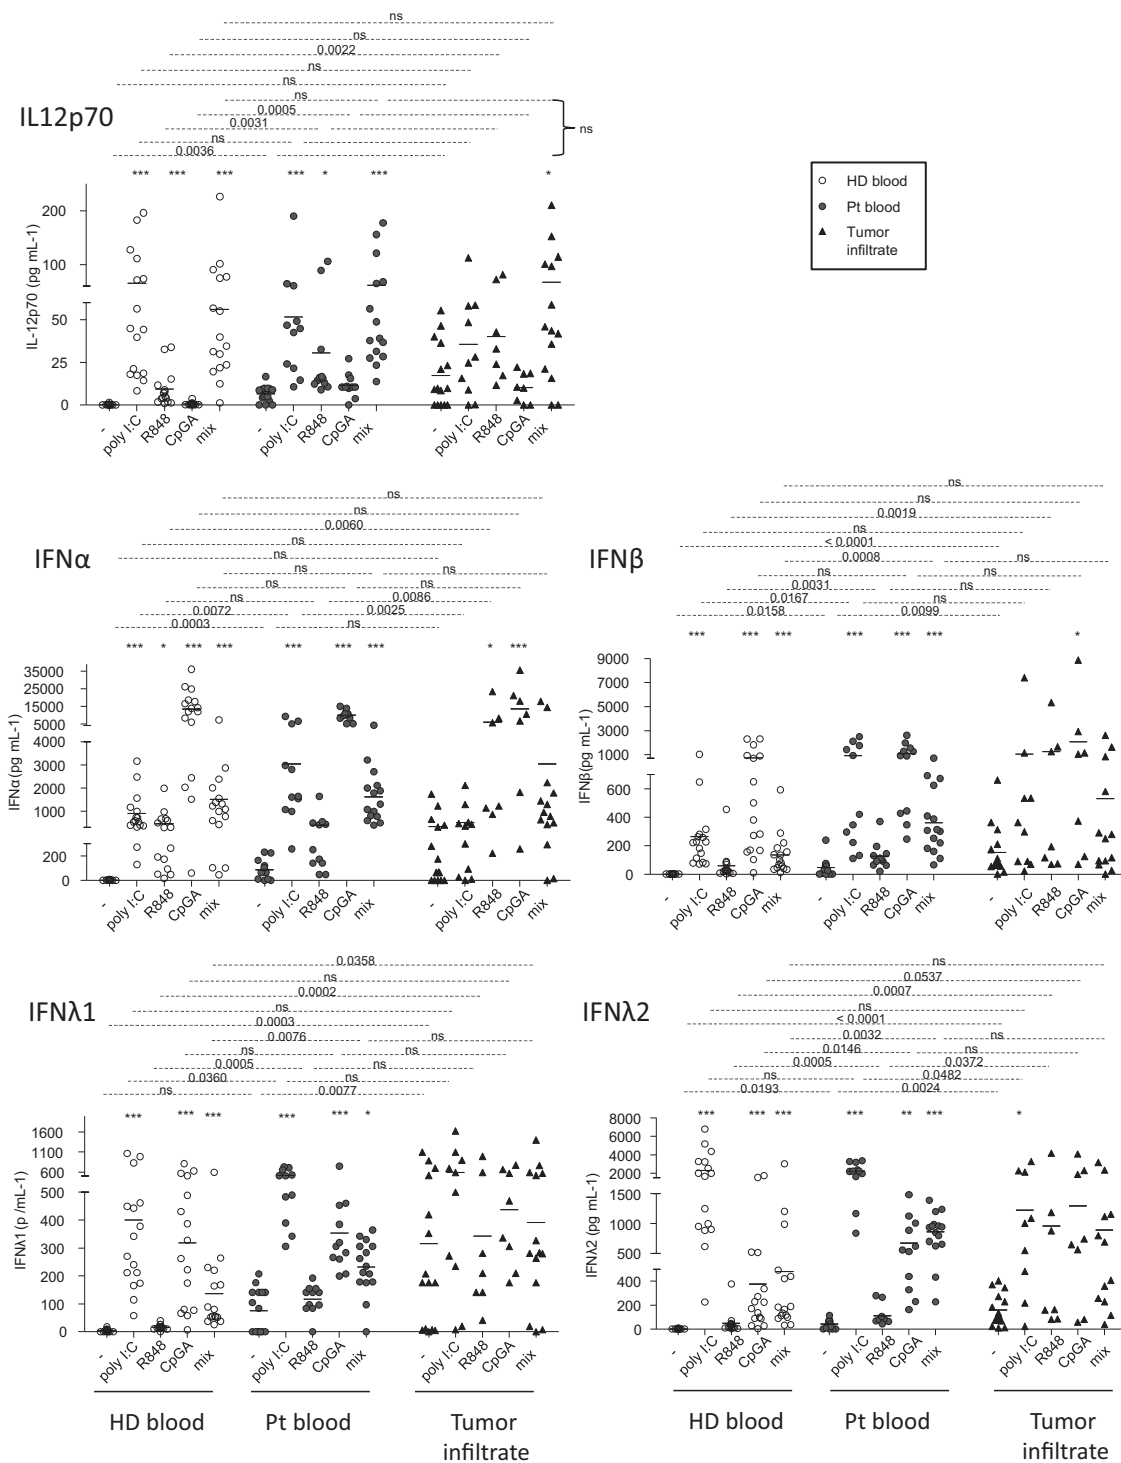 ns
ns
0.0022
ns
ns
ns
0.0005
0.0031
ns
0.0036
ns
IL12p70
*** *** *** *** * *** *
IL-12p70 (pg mL-1)
200
100
50
25
0
- poly I:C R848 CpGA mix - poly I:C R848 CpGA mix - poly I:C R848 CpGA mix
HD blood
Pt blood
Tumor
infiltrate
IFNα
ns
ns
0.0060
ns
ns
ns ns
ns ns
ns 0.0086
0.0072 0.0025
0.0003 ns
*** * *** *** *** *** *** * ***
IFNα(pg mL-1)
35000
25000
15000
5000
4000
3000
2000
1000
200
0
- poly I:C R848 CpGA mix - poly I:C R848 CpGA mix - poly I:C R848 CpGA mix
IFNβ
ns
ns
0.0019
ns
< 0.0001
0.0008 ns
ns ns
0.0031 ns
0.0167 ns
0.0158 0.0099
*** *** *** *** *** *** *
IFNβ(pg mL-1)
9000
7000
5000
3000
1000
600
400
200
0
- poly I:C R848 CpGA mix - poly I:C R848 CpGA mix - poly I:C R848 CpGA mix
IFNλ1
0.0358
ns
0.0002
ns
0.0003
0.0076 ns
ns ns
0.0005 ns
0.0360 ns
ns 0.0077
*** *** *** *** *** *
IFNλ1(p /mL-1)
1600
1100
600
500
400
300
200
100
0
- poly I:C R848 CpGA mix - poly I:C R848 CpGA mix - poly I:C R848 CpGA mix
HD blood Pt blood Tumor
infiltrate
IFNλ2
ns
0.0537
0.0007
ns
< 0.0001
0.0032 ns
0.0146 ns
0.0005 0.0372
ns 0.0482
0.0193 0.0024
*** *** *** *** ** *** *
IFNλ2 (pg mL-1)
8000
6000
4000
2000
1500
1000
500
400
200
0
- poly I:C R848 CpGA mix - poly I:C R848 CpGA mix - poly I:C R848 CpGA mix
HD blood Pt blood Tumor
infiltrate